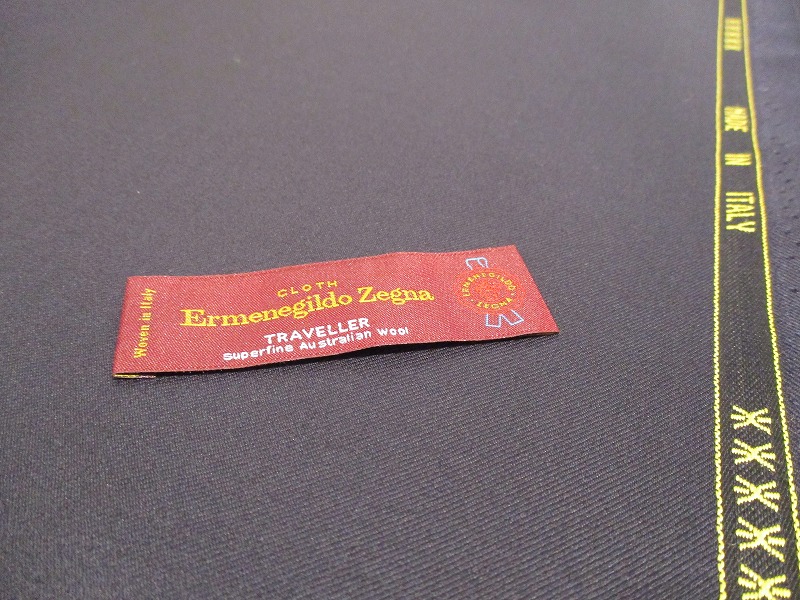 Woven in Italy
CLOTH
Ermenegildo Zegna
TRAVELLER
Superfine Australian Wool
ERMENEGILDO
ZEGNA
MADE IN ITALY